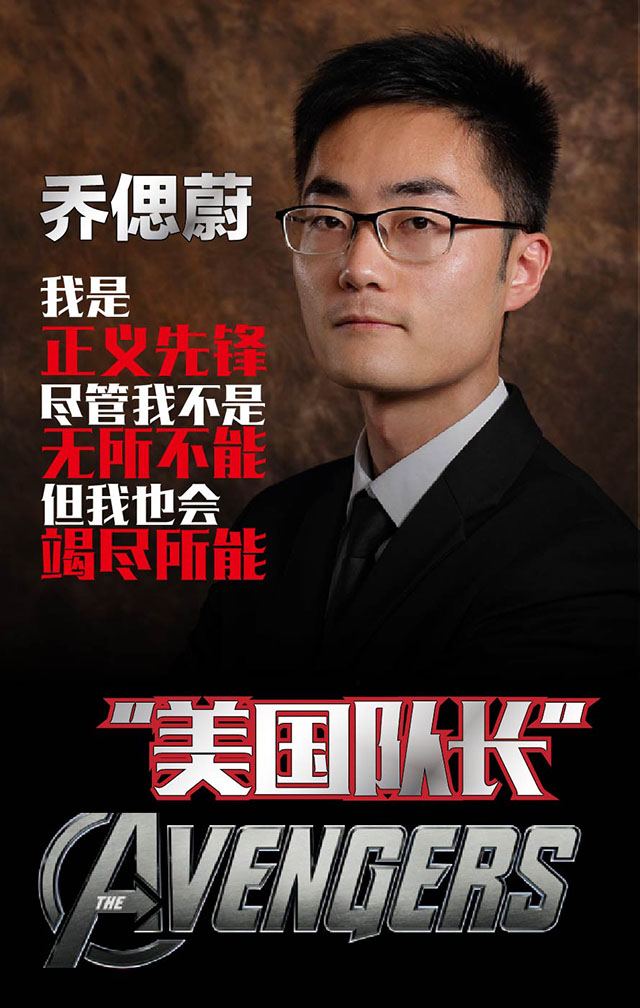 乔偲蔚
我是
正义先锋
尽管我不是
无所不能
但我也会
竭尽所能
"美国队长"
THE AVENGERS